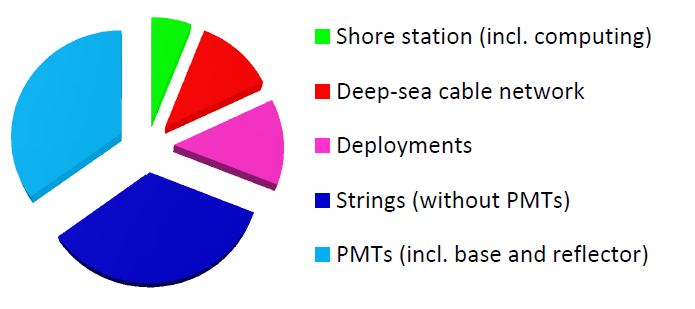 Shore station (incl. computing)
Deep-sea cable network
Deployments
Strings (without PMTs)
PMTs (incl. base and reflector)